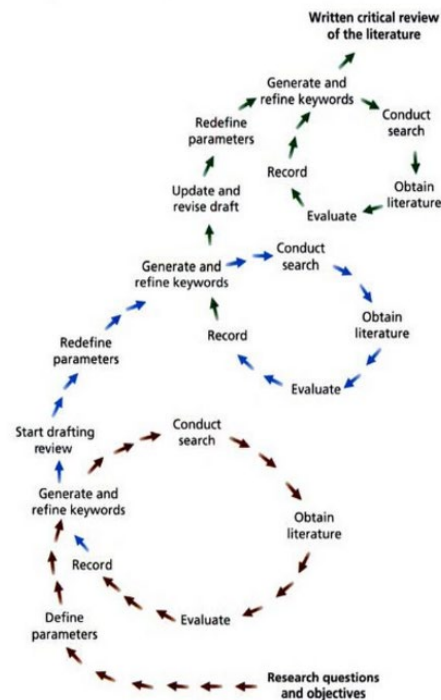 Written critical review
of the literature
Generate and
refine keywords
Conduct
search
Redefine
parameters
Record
Obtain
literature
Update and
revise draft
Evaluate
Conduct
search
Generate and
refine keywords
Obtain
literature
Record
Redefine
parameters
Evaluate
Conduct
search
Start drafting
review
Generate and
refine keywords
Obtain
literature
Record
Evaluate
Define
parameters
Research questions
and objectives